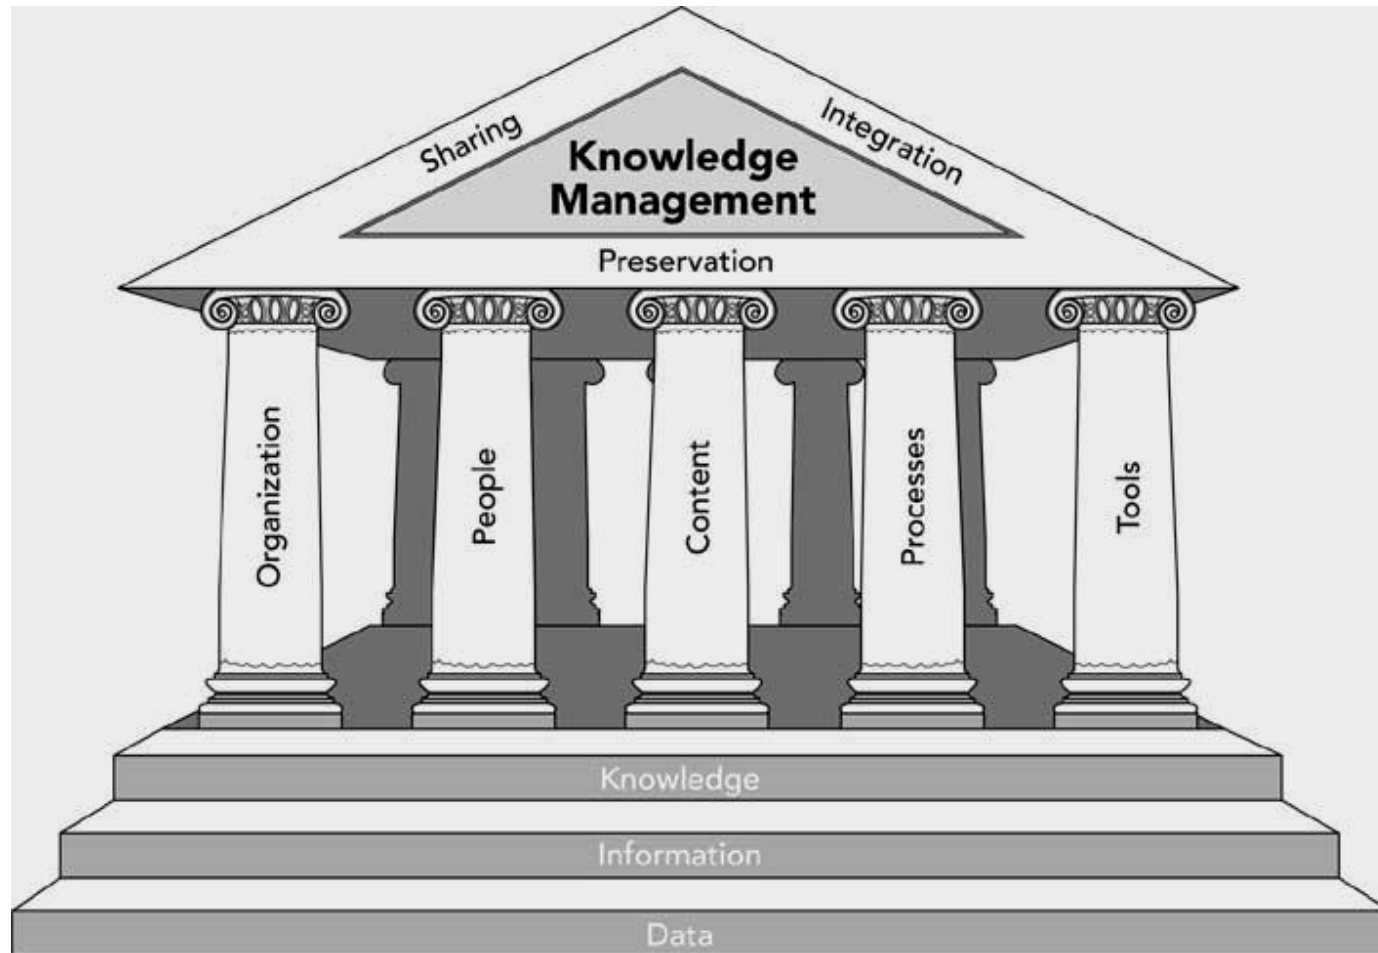 Sharing
Integration
Knowledge
Management
Preservation
Organization
People
Content
Processes
Tools
Knowledge
Information
Data